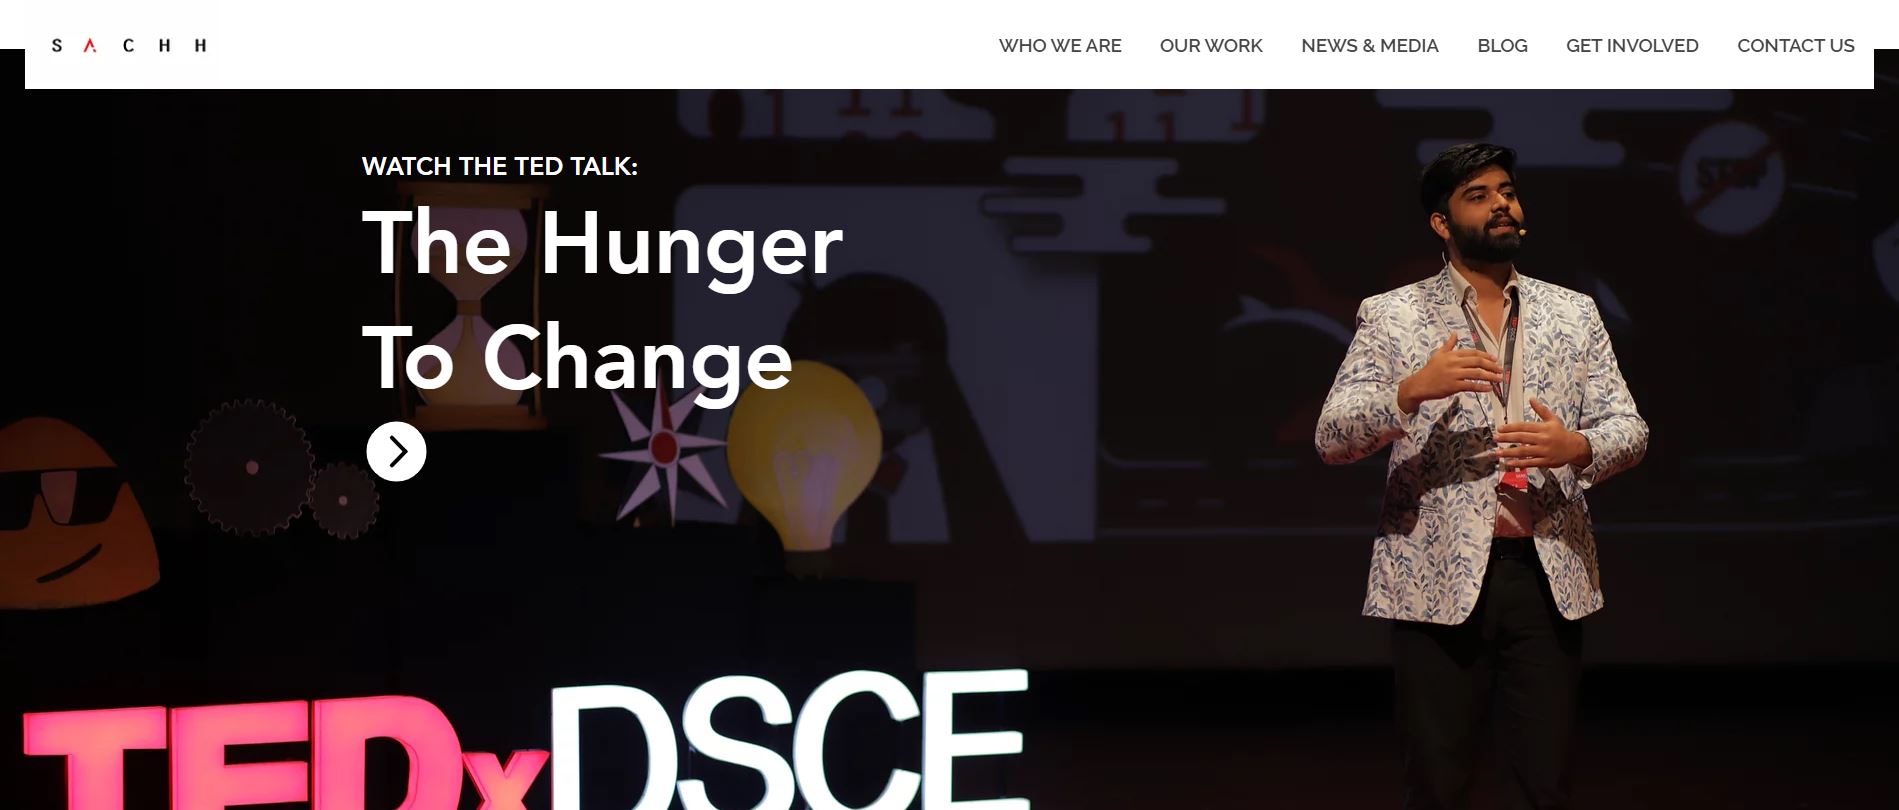 SACHH
WHO WE ARE
OUR WORK
NEWS & MEDIA
BLOG
GET INVOLVED
CONTACT US
WATCH THE TED TALK:
The Hunger
To Change
TEDxDSCE